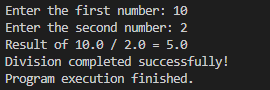 Enter the first number: 10
Enter the second number: 2
Result of 10.0 / 2.0 = 5.0
Division completed successfully!
Program execution finished.